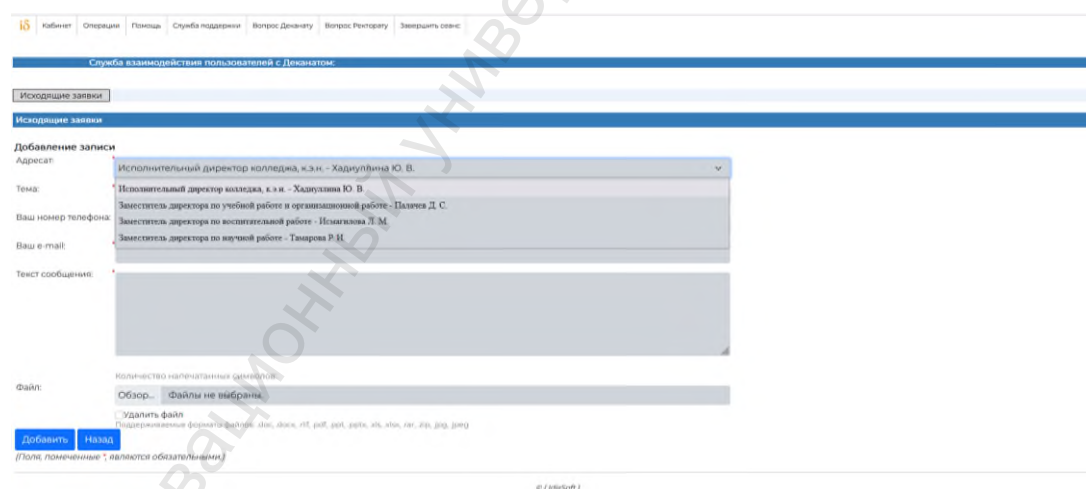 iб Кабинет Операции Помощь Служба поддержки Вопрос Деканату Вопрос Ректорату Завершить сеанс
Служба взаимодействия пользователей с Деканатом:
Исходящие заявки
Исходящие заявки
Добавление записи
Адресат: * Исполнительный директор колледжа, к.э.н. - Хадиуллина Ю. В.
Тема: * Исполнительный директор колледжа, к.э.н. - Хадиуллина Ю. В.
Заместитель директора по учебной работе и организационной работе - Палачев Д. С.
Ваш номер телефона: Заместитель директора по воспитательной работе - Исмагилова Л. М.
Заместитель директора по научной работе - Тамарова Р. И.
Ваш e-mail: *
Текст сообщения: *
Количество напечатанных символов:
Файл: Обзор... Файлы не выбраны.
Удалить файл
Поддерживаемые формата файлов: .doc, docx, rtf, pdf, ppt, pptx, xls, xlsx, rar, zip, jpg, jpeg
Добавить Назад
(Поля, помеченные *, являются обязательными.)
вационный универ